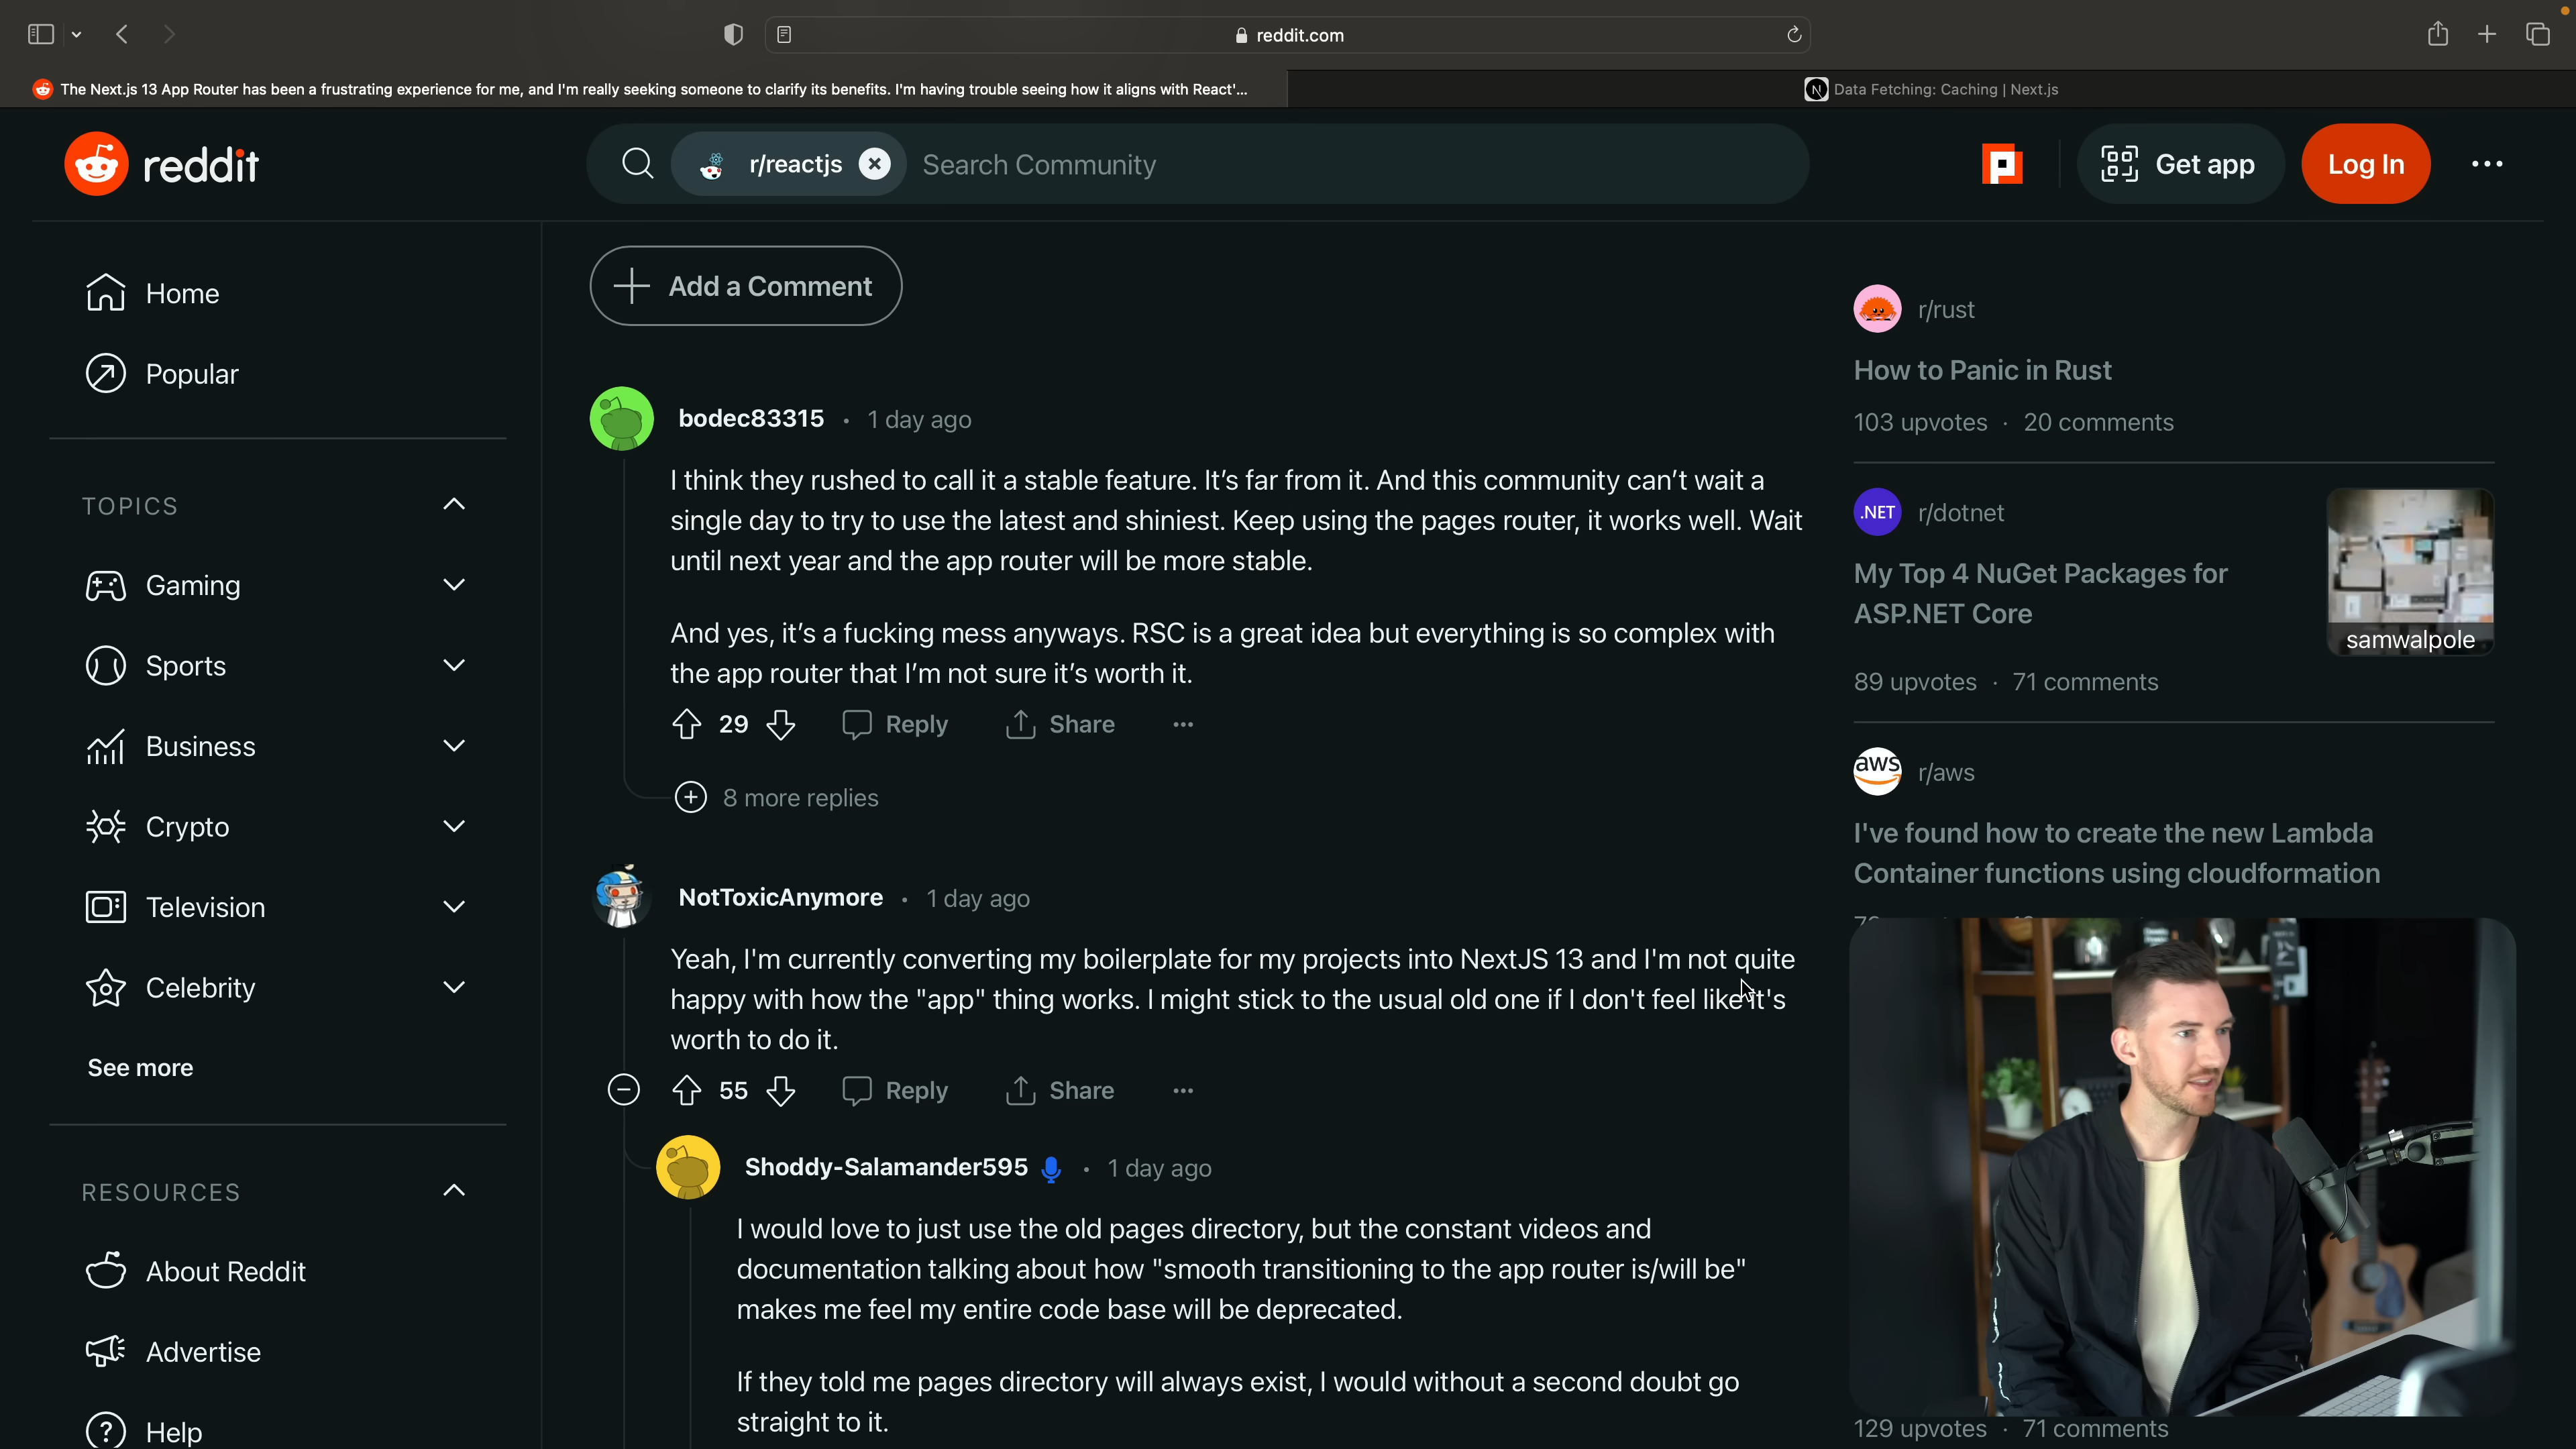 reddit.com
The Next.js 13 App Router has been a frustrating experience for me, and I'm really seeking someone to clarify its benefits. I'm having trouble seeing how it aligns with React'...
Data Fetching: Caching | Next.js
reddit
r/reactjs
Search Community
Get app
Log In
Home
Popular
TOPICS
Gaming
Sports
Business
Crypto
Television
Celebrity
See more
RESOURCES
About Reddit
Advertise
Help
Add a Comment
bodec83315 • 1 day ago
I think they rushed to call it a stable feature. It’s far from it. And this community can’t wait a
single day to try to use the latest and shiniest. Keep using the pages router, it works well. Wait
until next year and the app router will be more stable.
And yes, it’s a fucking mess anyways. RSC is a great idea but everything is so complex with
the app router that I’m not sure it’s worth it.
29 Reply Share
8 more replies
NotToxicAnymore • 1 day ago
Yeah, I'm currently converting my boilerplate for my projects into NextJS 13 and I'm not quite
happy with how the "app" thing works. I might stick to the usual old one if I don't feel like it's
worth to do it.
55 Reply Share
Shoddy-Salamander595 • 1 day ago
I would love to just use the old pages directory, but the constant videos and
documentation talking about how "smooth transitioning to the app router is/will be"
makes me feel my entire code base will be deprecated.
If they told me pages directory will always exist, I would without a second doubt go
straight to it.
r/rust
How to Panic in Rust
103 upvotes · 20 comments
.NET
r/dotnet
My Top 4 NuGet Packages for
ASP.NET Core
samwalpole
89 upvotes · 71 comments
aws
r/aws
I've found how to create the new Lambda
Container functions using cloudformation
129 upvotes · 71 comments